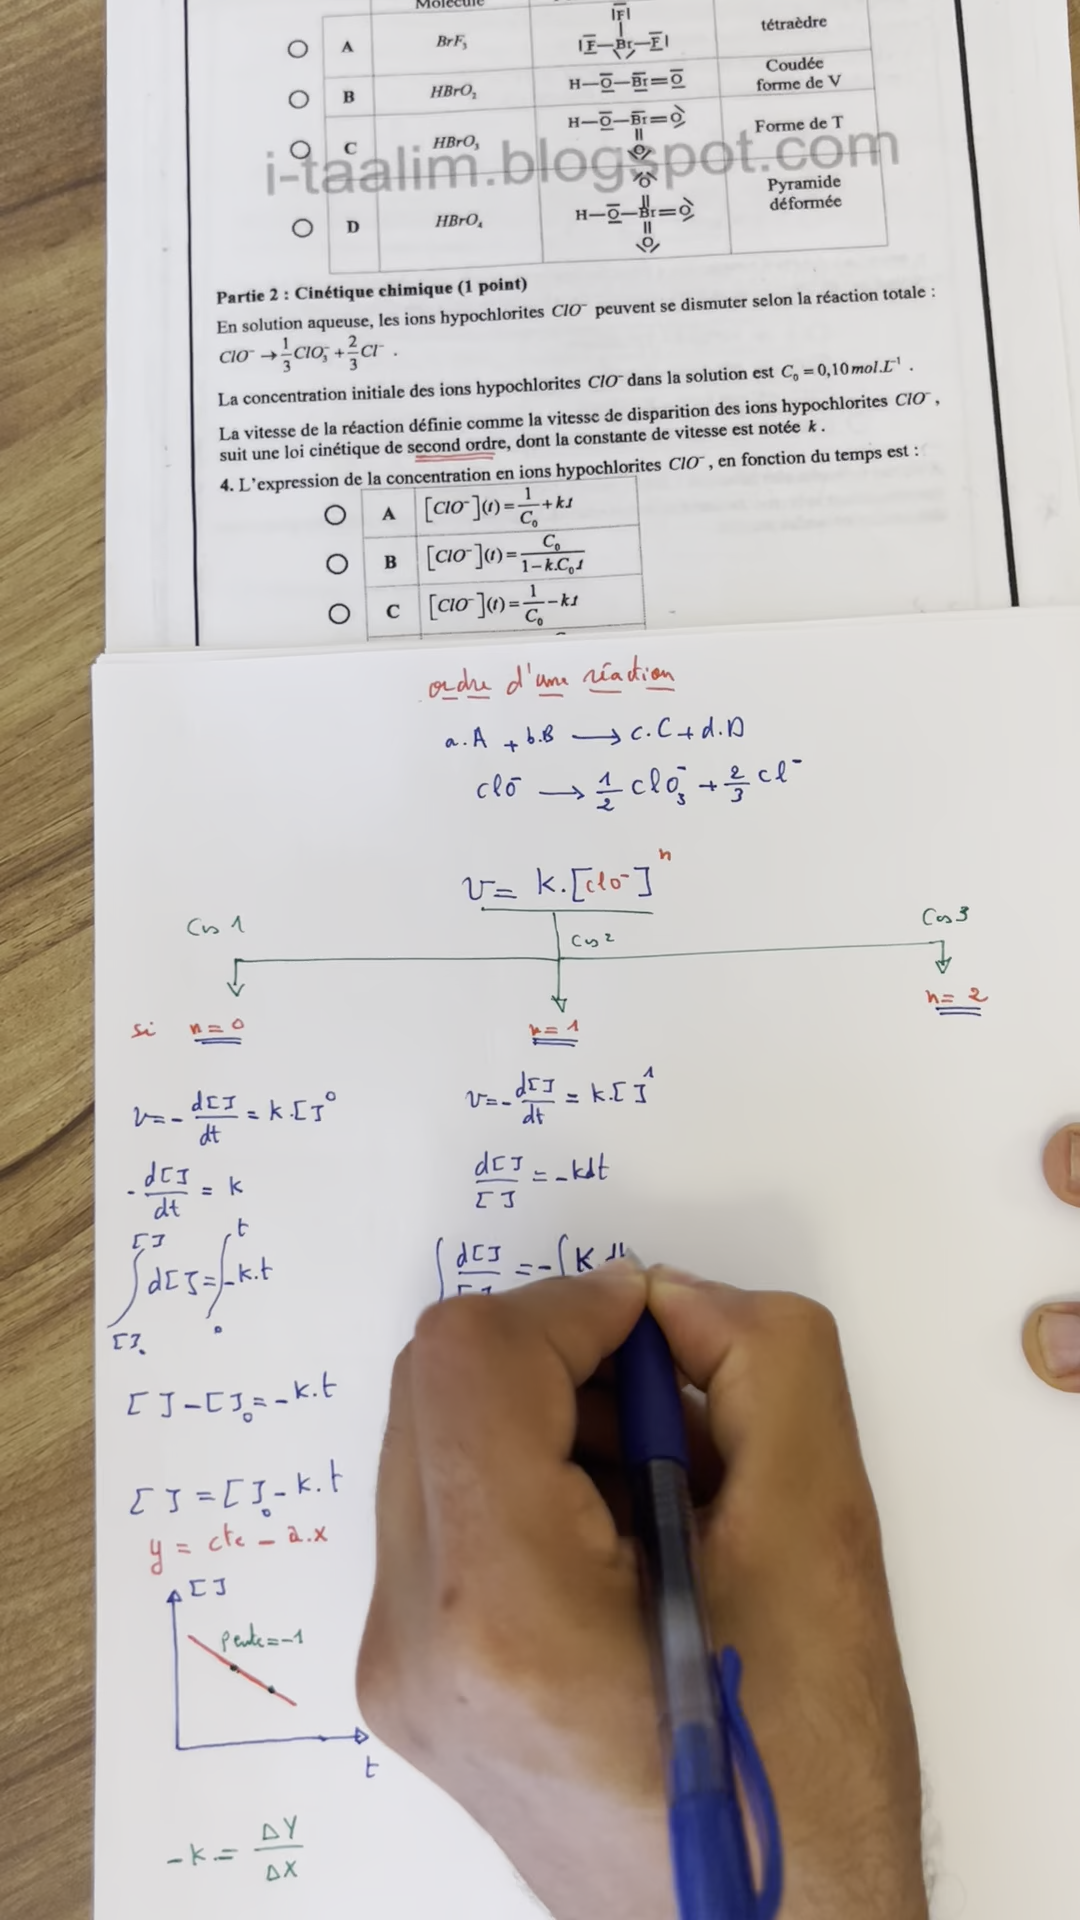 Molécule
|F̅|
A BrF₃ |F̅—Br—F̅| tétraèdre
B HBrO₂ H—O̅—B̅r=O̅ Coudée forme de V
C HBrO₃ H—O̅—B̅r=O Forme de T
O
i-taalim.blogspot.com
O
D HBrO₄ H—O̅—Br=O Pyramide déformée
O
Partie 2 : Cinétique chimique (1 point)
En solution aqueuse, les ions hypochlorites ClO⁻ peuvent se dismuter selon la réaction totale :
ClO⁻ → 1/3 ClO₃⁻ + 2/3 Cl⁻ .
La concentration initiale des ions hypochlorites ClO⁻ dans la solution est C₀ = 0,10 mol.L⁻¹ .
La vitesse de la réaction définie comme la vitesse de disparition des ions hypochlorites ClO⁻,
suit une loi cinétique de second ordre, dont la constante de vitesse est notée k .
4. L'expression de la concentration en ions hypochlorites ClO⁻, en fonction du temps est :
A [ClO⁻](t) = 1/C₀ + k.t
B [ClO⁻](t) = C₀/(1−k.C₀.t)
C [ClO⁻](t) = 1/C₀ − k.t
ordre d'une réaction
a.A + b.B → c.C + d.D
clo⁻ → 1/2 clo₃⁻ + 2/3 cl⁻
v = k.[clo⁻]ⁿ
Cas 1 Cas 2 Cas 3
si n = 0 n = 1 n = 2
v = - d[]/dt = k.[]⁰
- d[]/dt = k
∫ d[] = ∫ -k.t
[] t
[]₀ 0
[] - []₀ = -k.t
[] = []₀ - k.t
y = cte - a.x
[]
pente = -1
t
-k = ΔY/ΔX
v = - d[]/dt = k.[]¹
d[]/[] = -kdt
∫ d[]/[] = -∫ k.